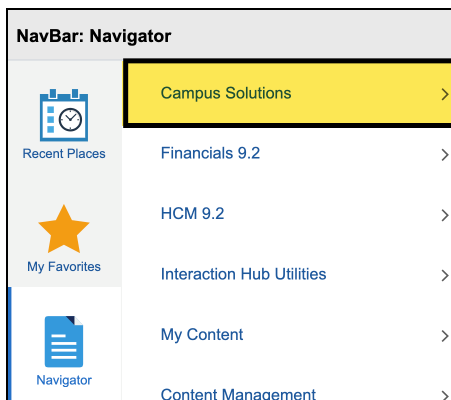 NavBar: Navigator
Recent Places
My Favorites
Navigator
Campus Solutions
Financials 9.2
HCM 9.2
Interaction Hub Utilities
My Content
Content Management